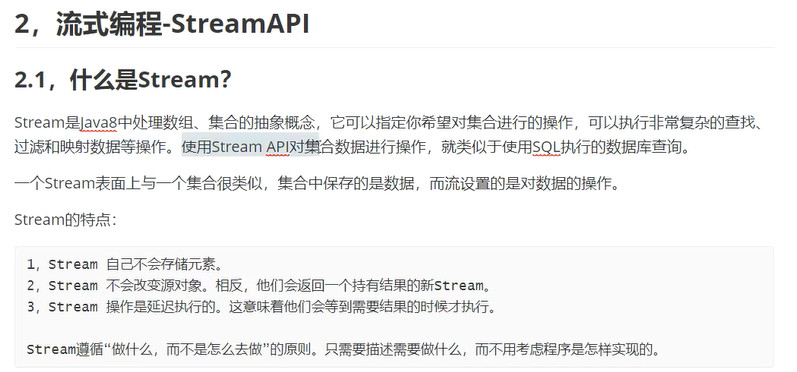 2，流式编程-StreamAPI
2.1，什么是Stream？
Stream是Java8中处理数组、集合的抽象概念，它可以指定你希望对集合进行的操作，可以执行非常复杂的查找、
过滤和映射数据等操作。使用Stream API对集合数据进行操作，就类似于使用SQL执行的数据库查询。
一个Stream表面上与一个集合很类似，集合中保存的是数据，而流设置的是对数据的操作。
Stream的特点：
1，Stream 自己不会存储元素。
2，Stream 不会改变源对象。相反，他们会返回一个持有结果的新Stream。
3，Stream 操作是延迟执行的。这意味着他们会等到需要结果的时候才执行。
Stream遵循“做什么，而不是怎么去做”的原则。只需要描述需要做什么，而不用考虑程序是怎样实现的。